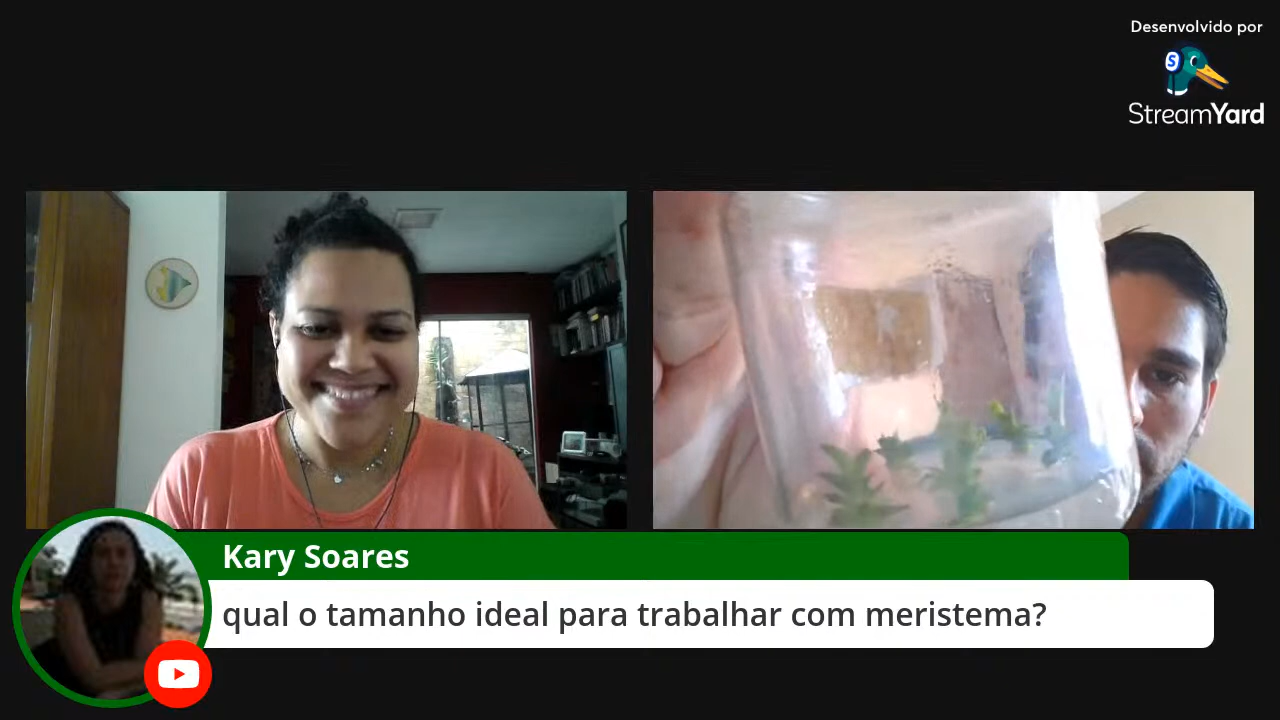 Desenvolvido por
StreamYard
Kary Soares
qual o tamanho ideal para trabalhar com meristema?